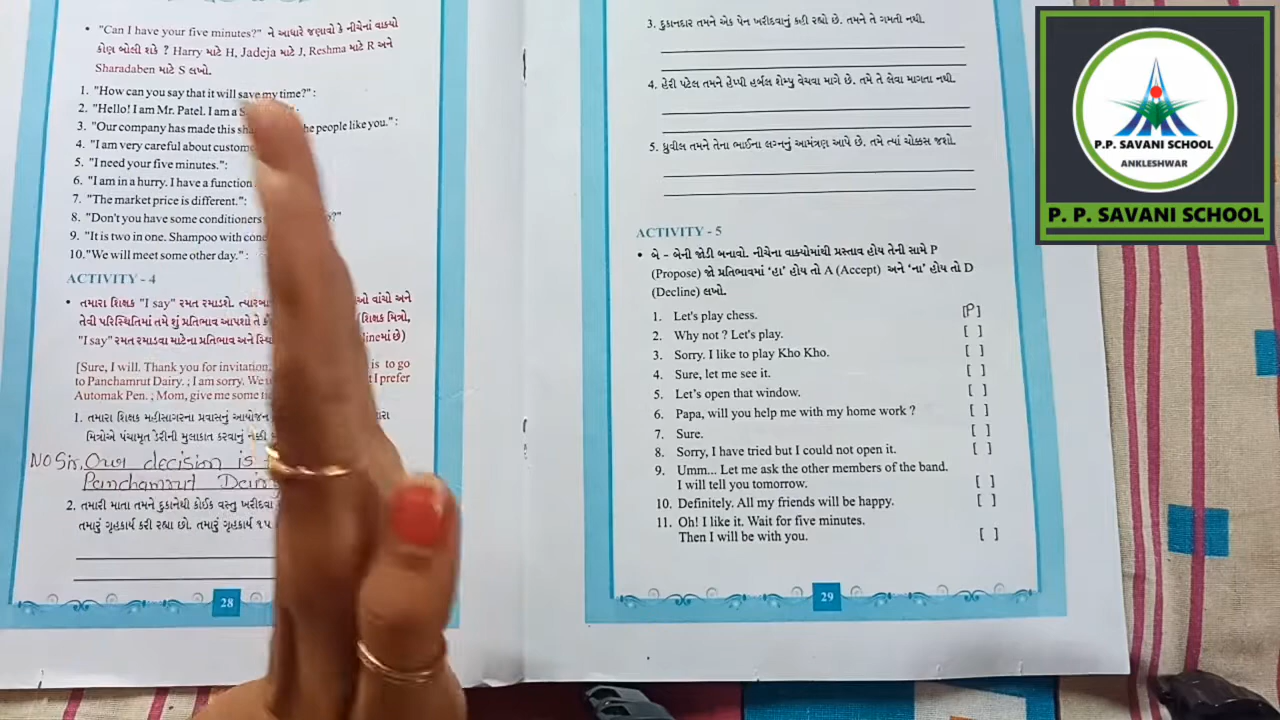 • "Can I have your five minutes?" ને આધારે જણાવો કે નીચેનાં વાક્યો
કોણ બોલી શકે ? Harry માટે H, Jadeja માટે J, Reshma માટે R અને
Sharadaben માટે S લખો.
1. "How can you say that it will save my time?" :
2. "Hello! I am Mr. Patel. I am a
3. "Our company has made this people like you." :
4. "I am very careful about
5. "I need your five minutes." :
6. "I am in a hurry. I have a function
7. "The market price is different." :
8. "Don't you have some conditioners
9. "It is two in one. Shampoo with
10. "We will meet some other day." :
ACTIVITY - 4
• તમારા શિક્ષક "I say" રમત રમાડશે. વાંચો અને
તેવી પરિસ્થિતિમાં તમે શું પ્રતિભાવ આપશો તે (શિક્ષક મિત્રો,
"I say" રમત રમાડવા માટેના પ્રતિભાવ અને માં છે)
[Sure, I will. Thank you for invitation, is to go
to Panchamrut Dairy. ; I am sorry. I prefer
Automak Pen. ; Mom, give me some
1. તમારા શિક્ષક મહીસાગરના પ્રવાસનું આયોજન
મિત્રોએ પંચામૃત ડેરીની મુલાકાત કરવાનું નક્કી
No Sir, Our decision is
Panchamrut Dairy
2. તમારી માતા તમને દુકાનેથી કોઈક વસ્તુ ખરીદવા
તમારું ગૃહકાર્ય કરી રહ્યા છો. તમારું ગૃહકાર્ય ૧૫
28
3. દુકાનદાર તમને એક પેન ખરીદવાનું કહી રહ્યો છે. તમને તે ગમતી નથી.
4. હેરી પટેલ તમને હેપ્પી હર્બલ શેમ્પુ વેચવા માગે છે. તમે તે લેવા માગતા નથી.
5. ધ્રુવીલ તમને તેના ભાઈના લગ્નનું આમંત્રણ આપે છે. તમે ત્યાં ચોક્કસ જશો.
ACTIVITY - 5
• બે - બેની જોડી બનાવો. નીચેના વાક્યોમાંથી પ્રસ્તાવ હોય તેની સામે P
(Propose) જો પ્રતિભાવમાં 'હા' હોય તો A (Accept) અને 'ના' હોય તો D
(Decline) લખો.
1. Let's play chess. [P]
2. Why not ? Let's play. [ ]
3. Sorry. I like to play Kho Kho. [ ]
4. Sure, let me see it. [ ]
5. Let's open that window. [ ]
6. Papa, will you help me with my home work ? [ ]
7. Sure. [ ]
8. Sorry, I have tried but I could not open it. [ ]
9. Umm... Let me ask the other members of the band.
I will tell you tomorrow. [ ]
10. Definitely. All my friends will be happy. [ ]
11. Oh! I like it. Wait for five minutes.
Then I will be with you. [ ]
29
P.P. SAVANI SCHOOL
ANKLESHWAR
P. P. SAVANI SCHOOL